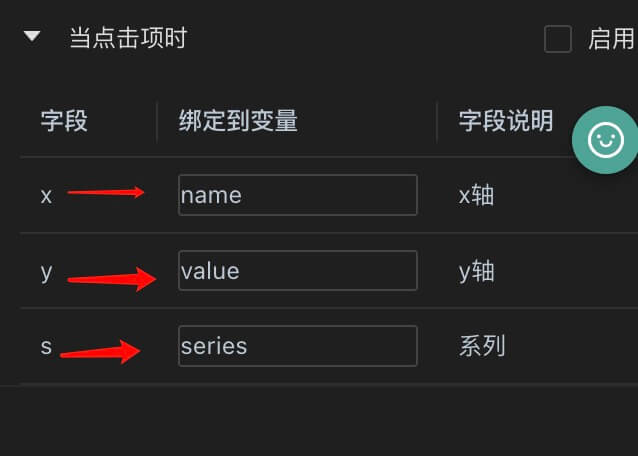 当点击项时 启用
字段 绑定到变量 字段说明
x name x轴
y value y轴
s series 系列